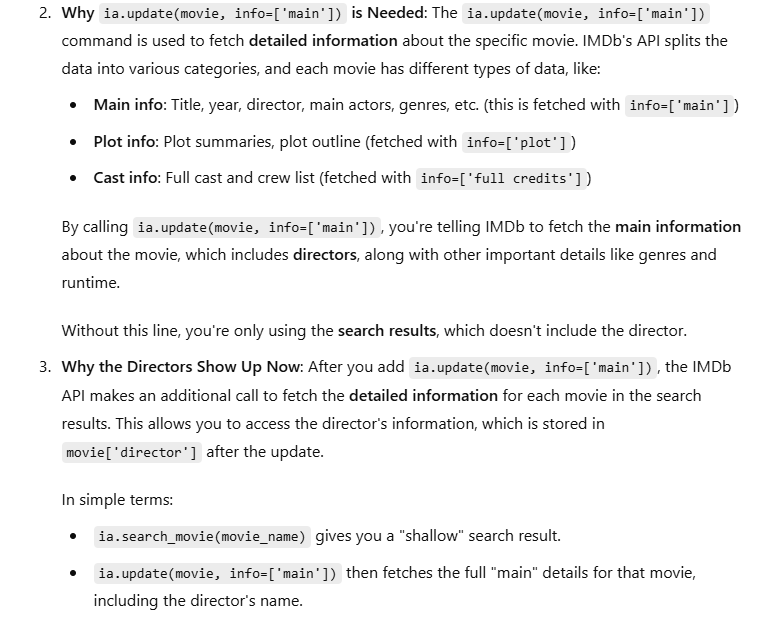 2. Why ia.update(movie, info=['main']) is Needed: The ia.update(movie, info=['main'])
command is used to fetch detailed information about the specific movie. IMDb's API splits the
data into various categories, and each movie has different types of data, like:
• Main info: Title, year, director, main actors, genres, etc. (this is fetched with info=['main'])
• Plot info: Plot summaries, plot outline (fetched with info=['plot'])
• Cast info: Full cast and crew list (fetched with info=['full credits'])
By calling ia.update(movie, info=['main']), you're telling IMDb to fetch the main information
about the movie, which includes directors, along with other important details like genres and
runtime.
Without this line, you're only using the search results, which doesn't include the director.
3. Why the Directors Show Up Now: After you add ia.update(movie, info=['main']), the IMDb
API makes an additional call to fetch the detailed information for each movie in the search
results. This allows you to access the director's information, which is stored in
movie['director'] after the update.
In simple terms:
• ia.search_movie(movie_name) gives you a "shallow" search result.
• ia.update(movie, info=['main']) then fetches the full "main" details for that movie,
including the director's name.